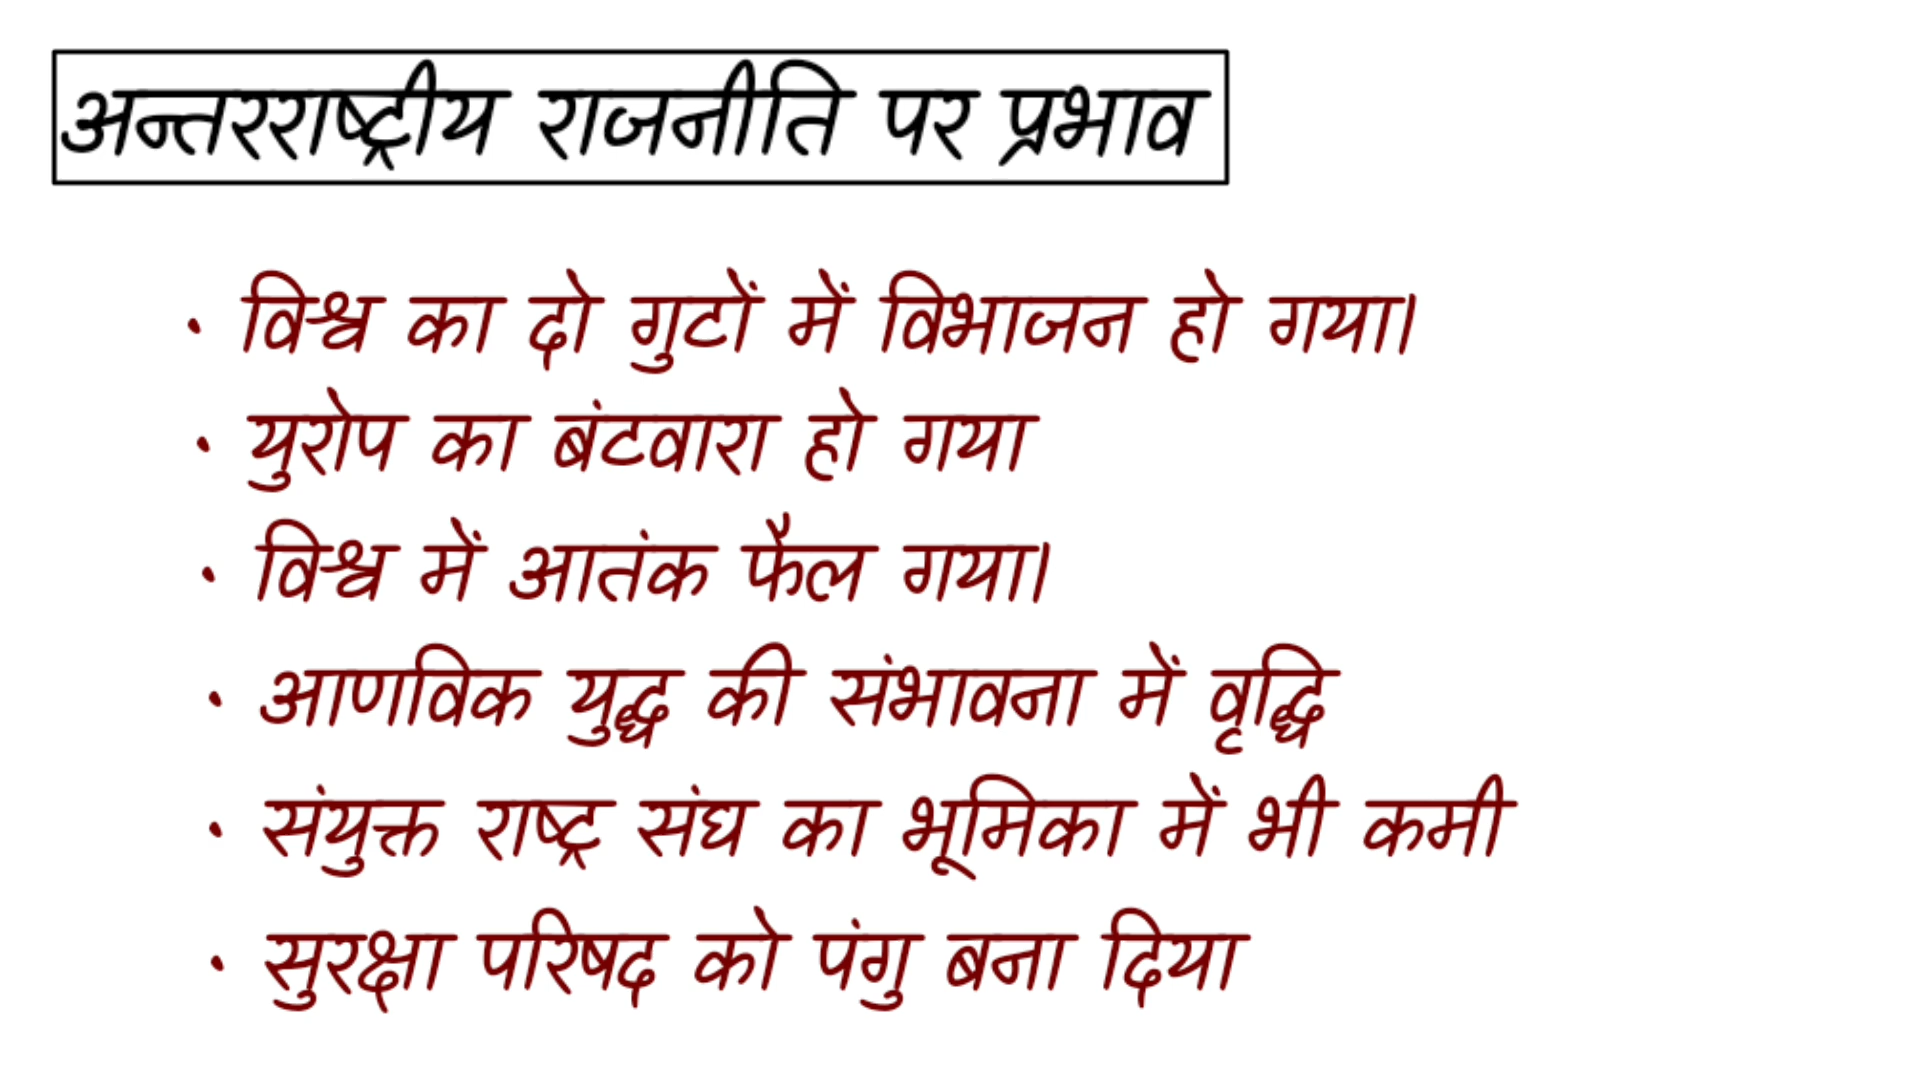 अन्तरराष्ट्रीय राजनीति पर प्रभाव
· विश्व का दो गुटों में विभाजन हो गया।
· युरोप का बंटवारा हो गया
· विश्व में आतंक फैल गया।
· आणविक युद्ध की संभावना में वृद्धि
· संयुक्त राष्ट्र संघ का भूमिका में भी कमी
· सुरक्षा परिषद को पंगु बना दिया